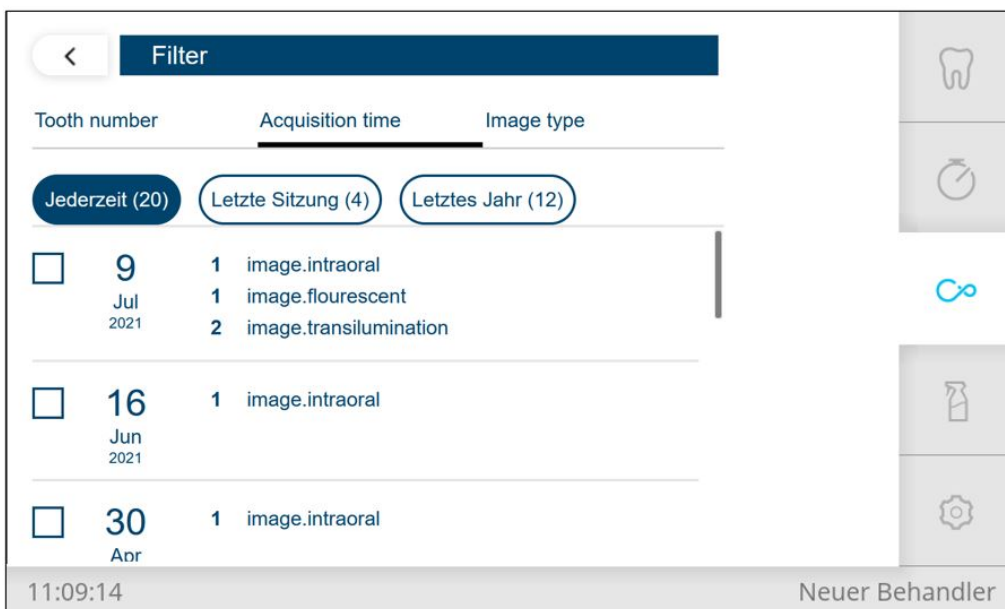 Filter
Tooth number Acquisition time Image type
Jederzeit (20) Letzte Sitzung (4) Letztes Jahr (12)
9 Jul 2021
1 image.intraoral
1 image.flourescent
2 image.transilumination
16 Jun 2021
1 image.intraoral
30 Apr
1 image.intraoral
11:09:14 Neuer Behandler